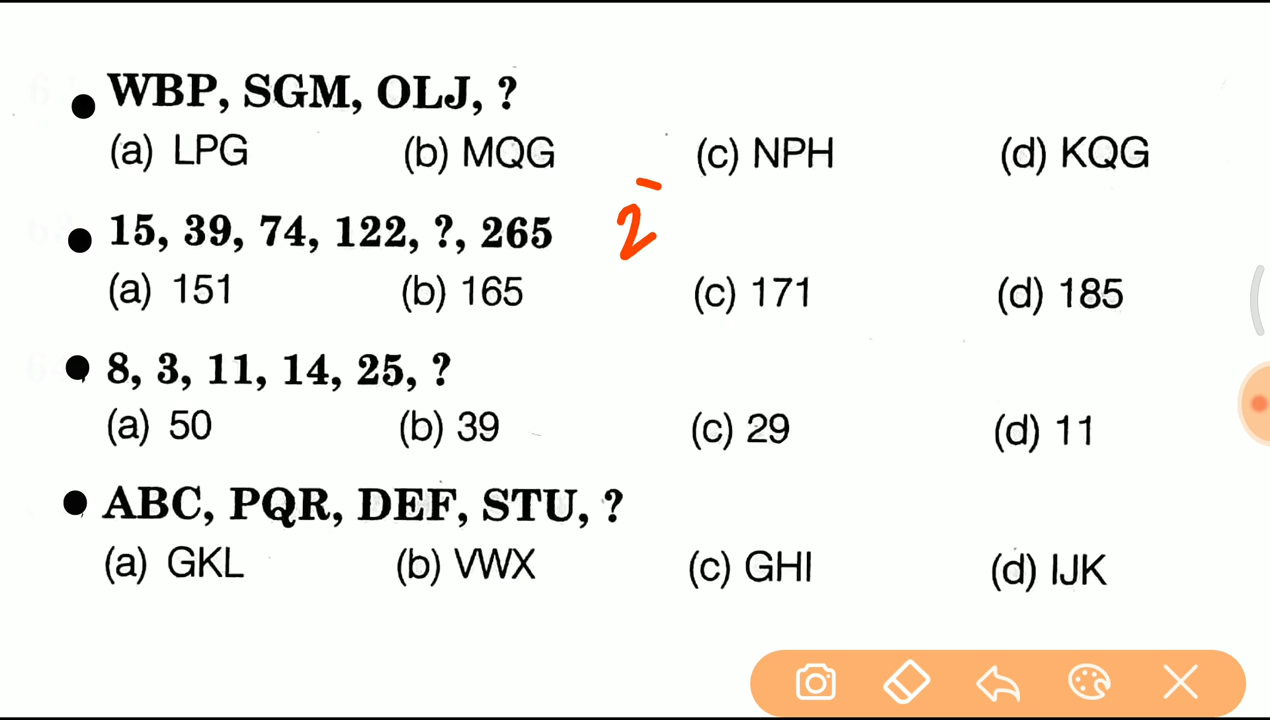 • WBP, SGM, OLJ, ?
(a) LPG (b) MQG (c) NPH (d) KQG
• 15, 39, 74, 122, ?, 265
(a) 151 (b) 165 (c) 171 (d) 185
2
• 8, 3, 11, 14, 25, ?
(a) 50 (b) 39 (c) 29 (d) 11
• ABC, PQR, DEF, STU, ?
(a) GKL (b) VWX (c) GHI (d) IJK